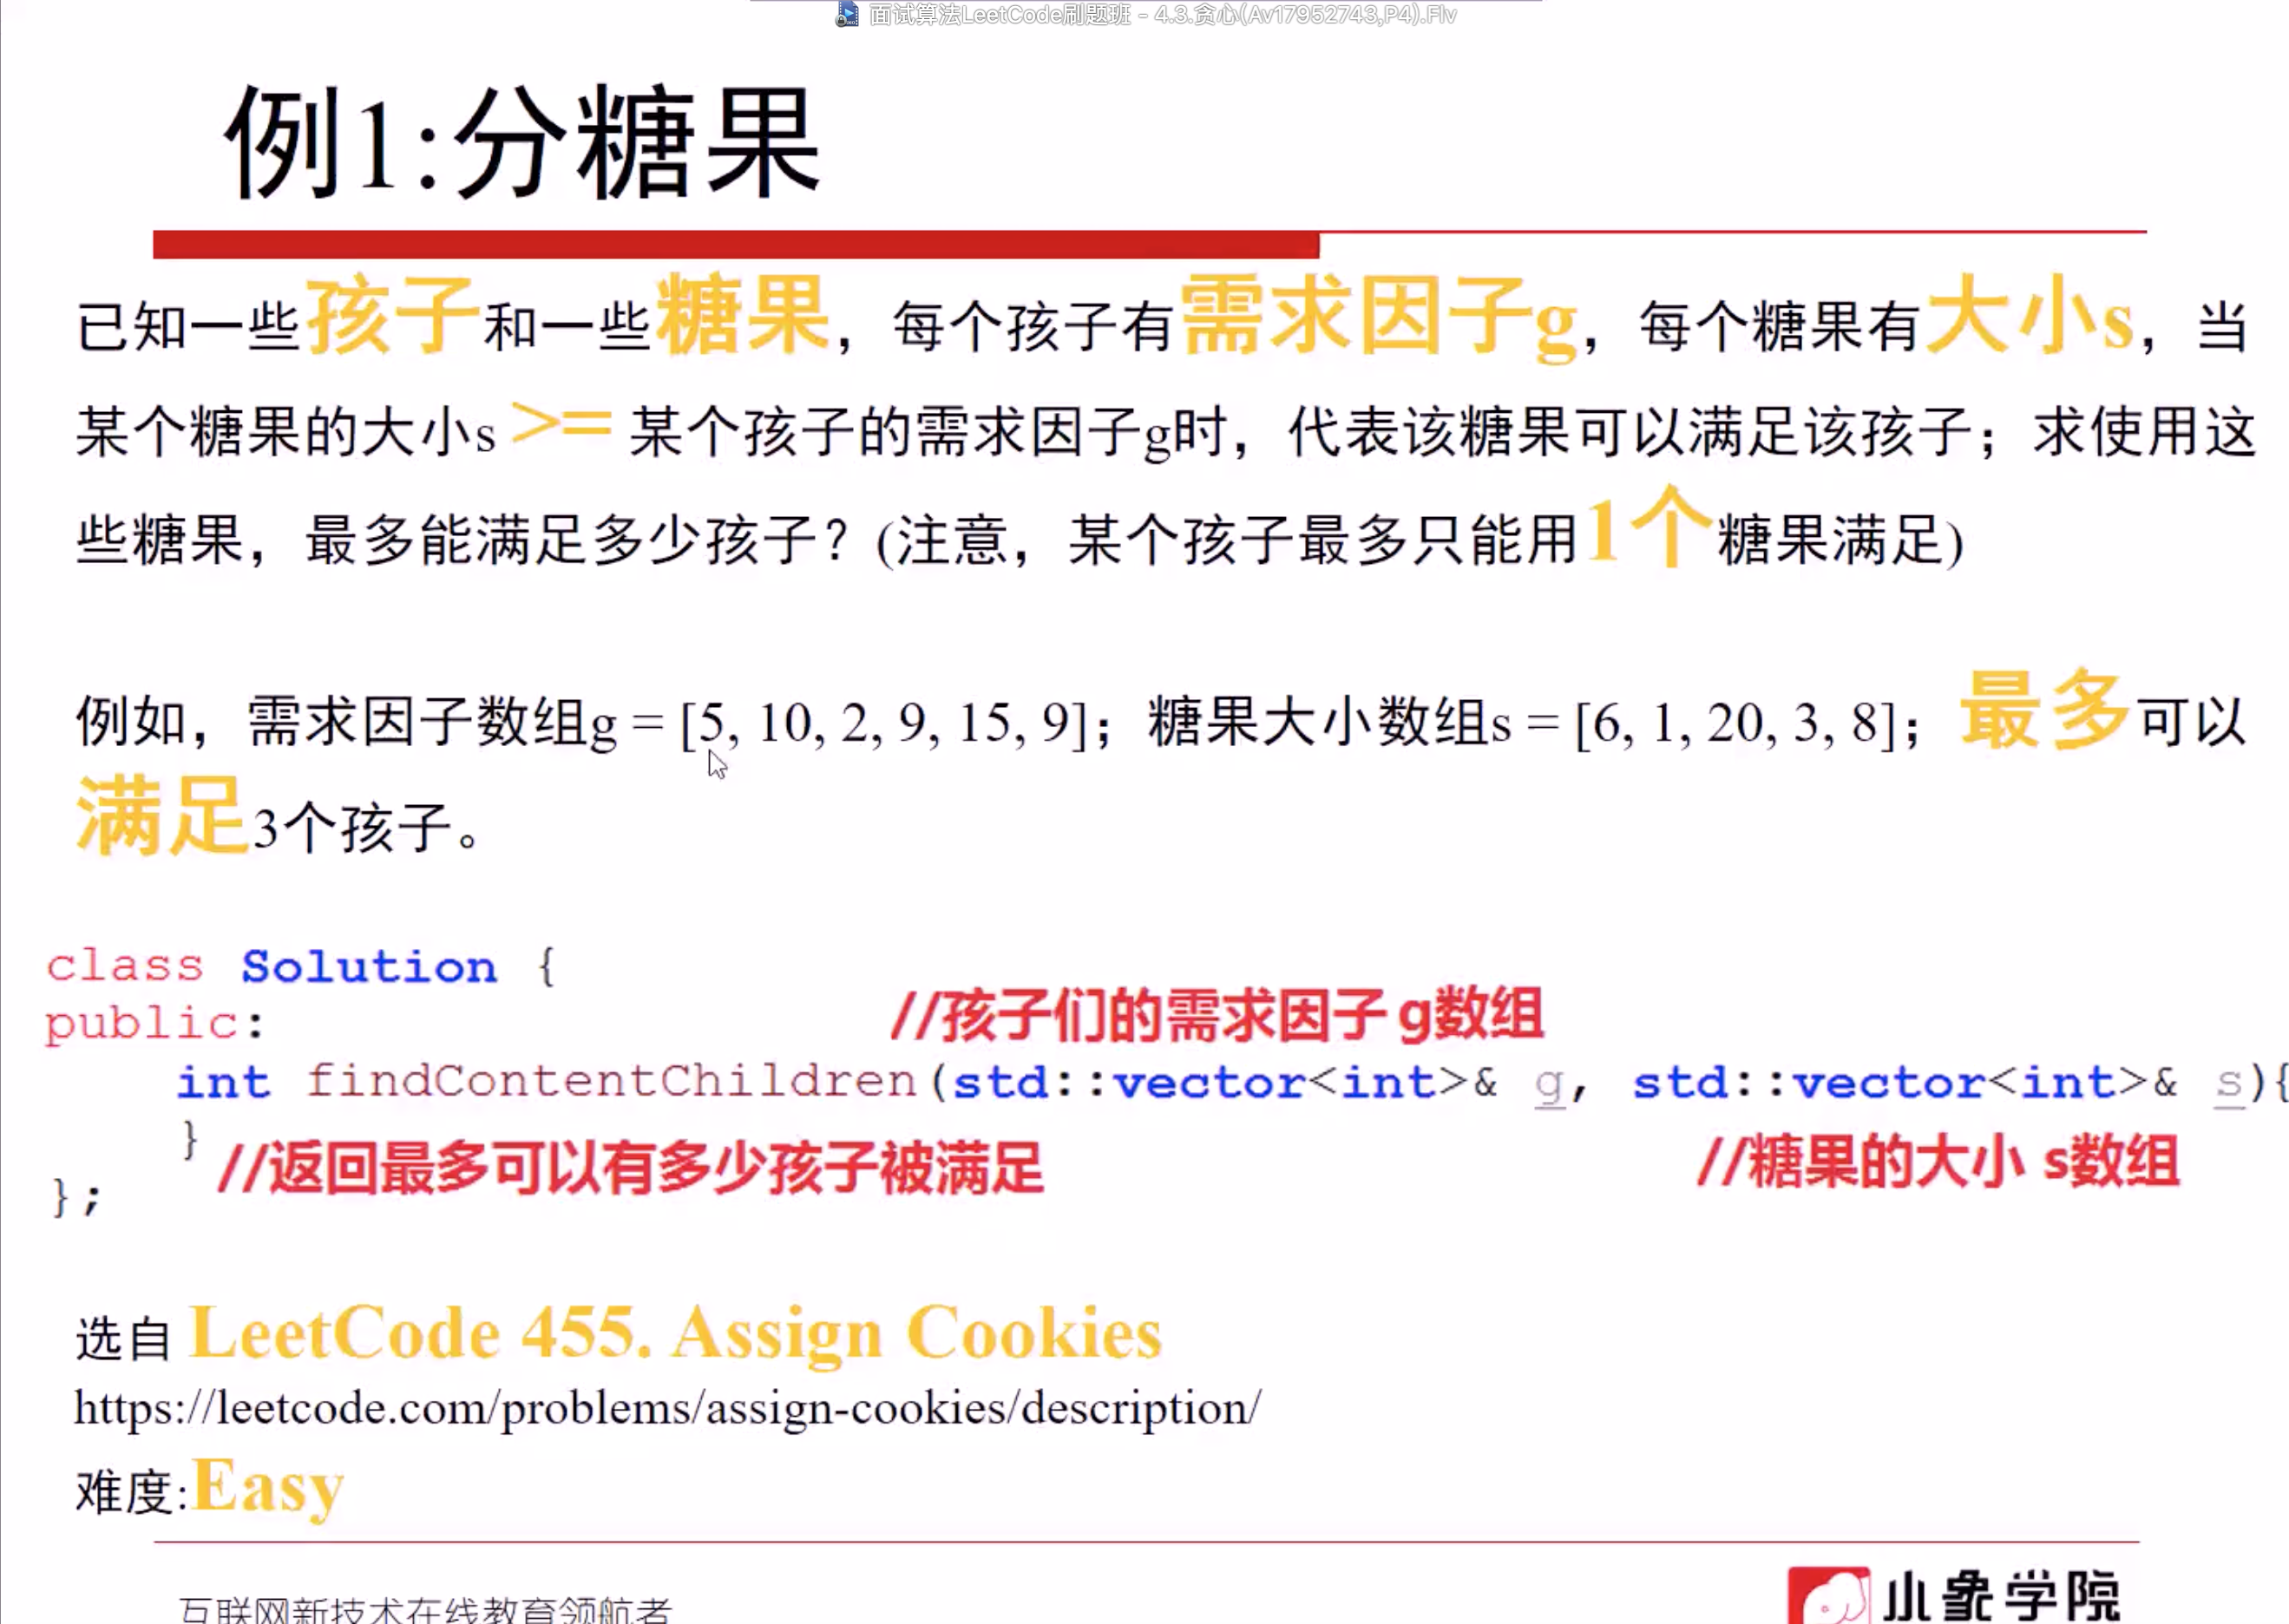 面试算法LeetCode刷题班 - 4.3.贪心(Av17952743,P4).Flv
例1:分糖果
已知一些孩子和一些糖果，每个孩子有需求因子g，每个糖果有大小s，当
某个糖果的大小s >= 某个孩子的需求因子g时，代表该糖果可以满足该孩子；求使用这
些糖果，最多能满足多少孩子？(注意，某个孩子最多只能用1个糖果满足)
例如，需求因子数组g = [5, 10, 2, 9, 15, 9]；糖果大小数组s = [6, 1, 20, 3, 8]；最多可以
满足3个孩子。
class Solution {
public:
//孩子们的需求因子 g数组
int findContentChildren(std::vector<int>& g, std::vector<int>& s){
}
//返回最多可以有多少孩子被满足
//糖果的大小 s数组
};
选自 LeetCode 455. Assign Cookies
https://leetcode.com/problems/assign-cookies/description/
难度:Easy
互联网新技术在线教育领航者
小象学院